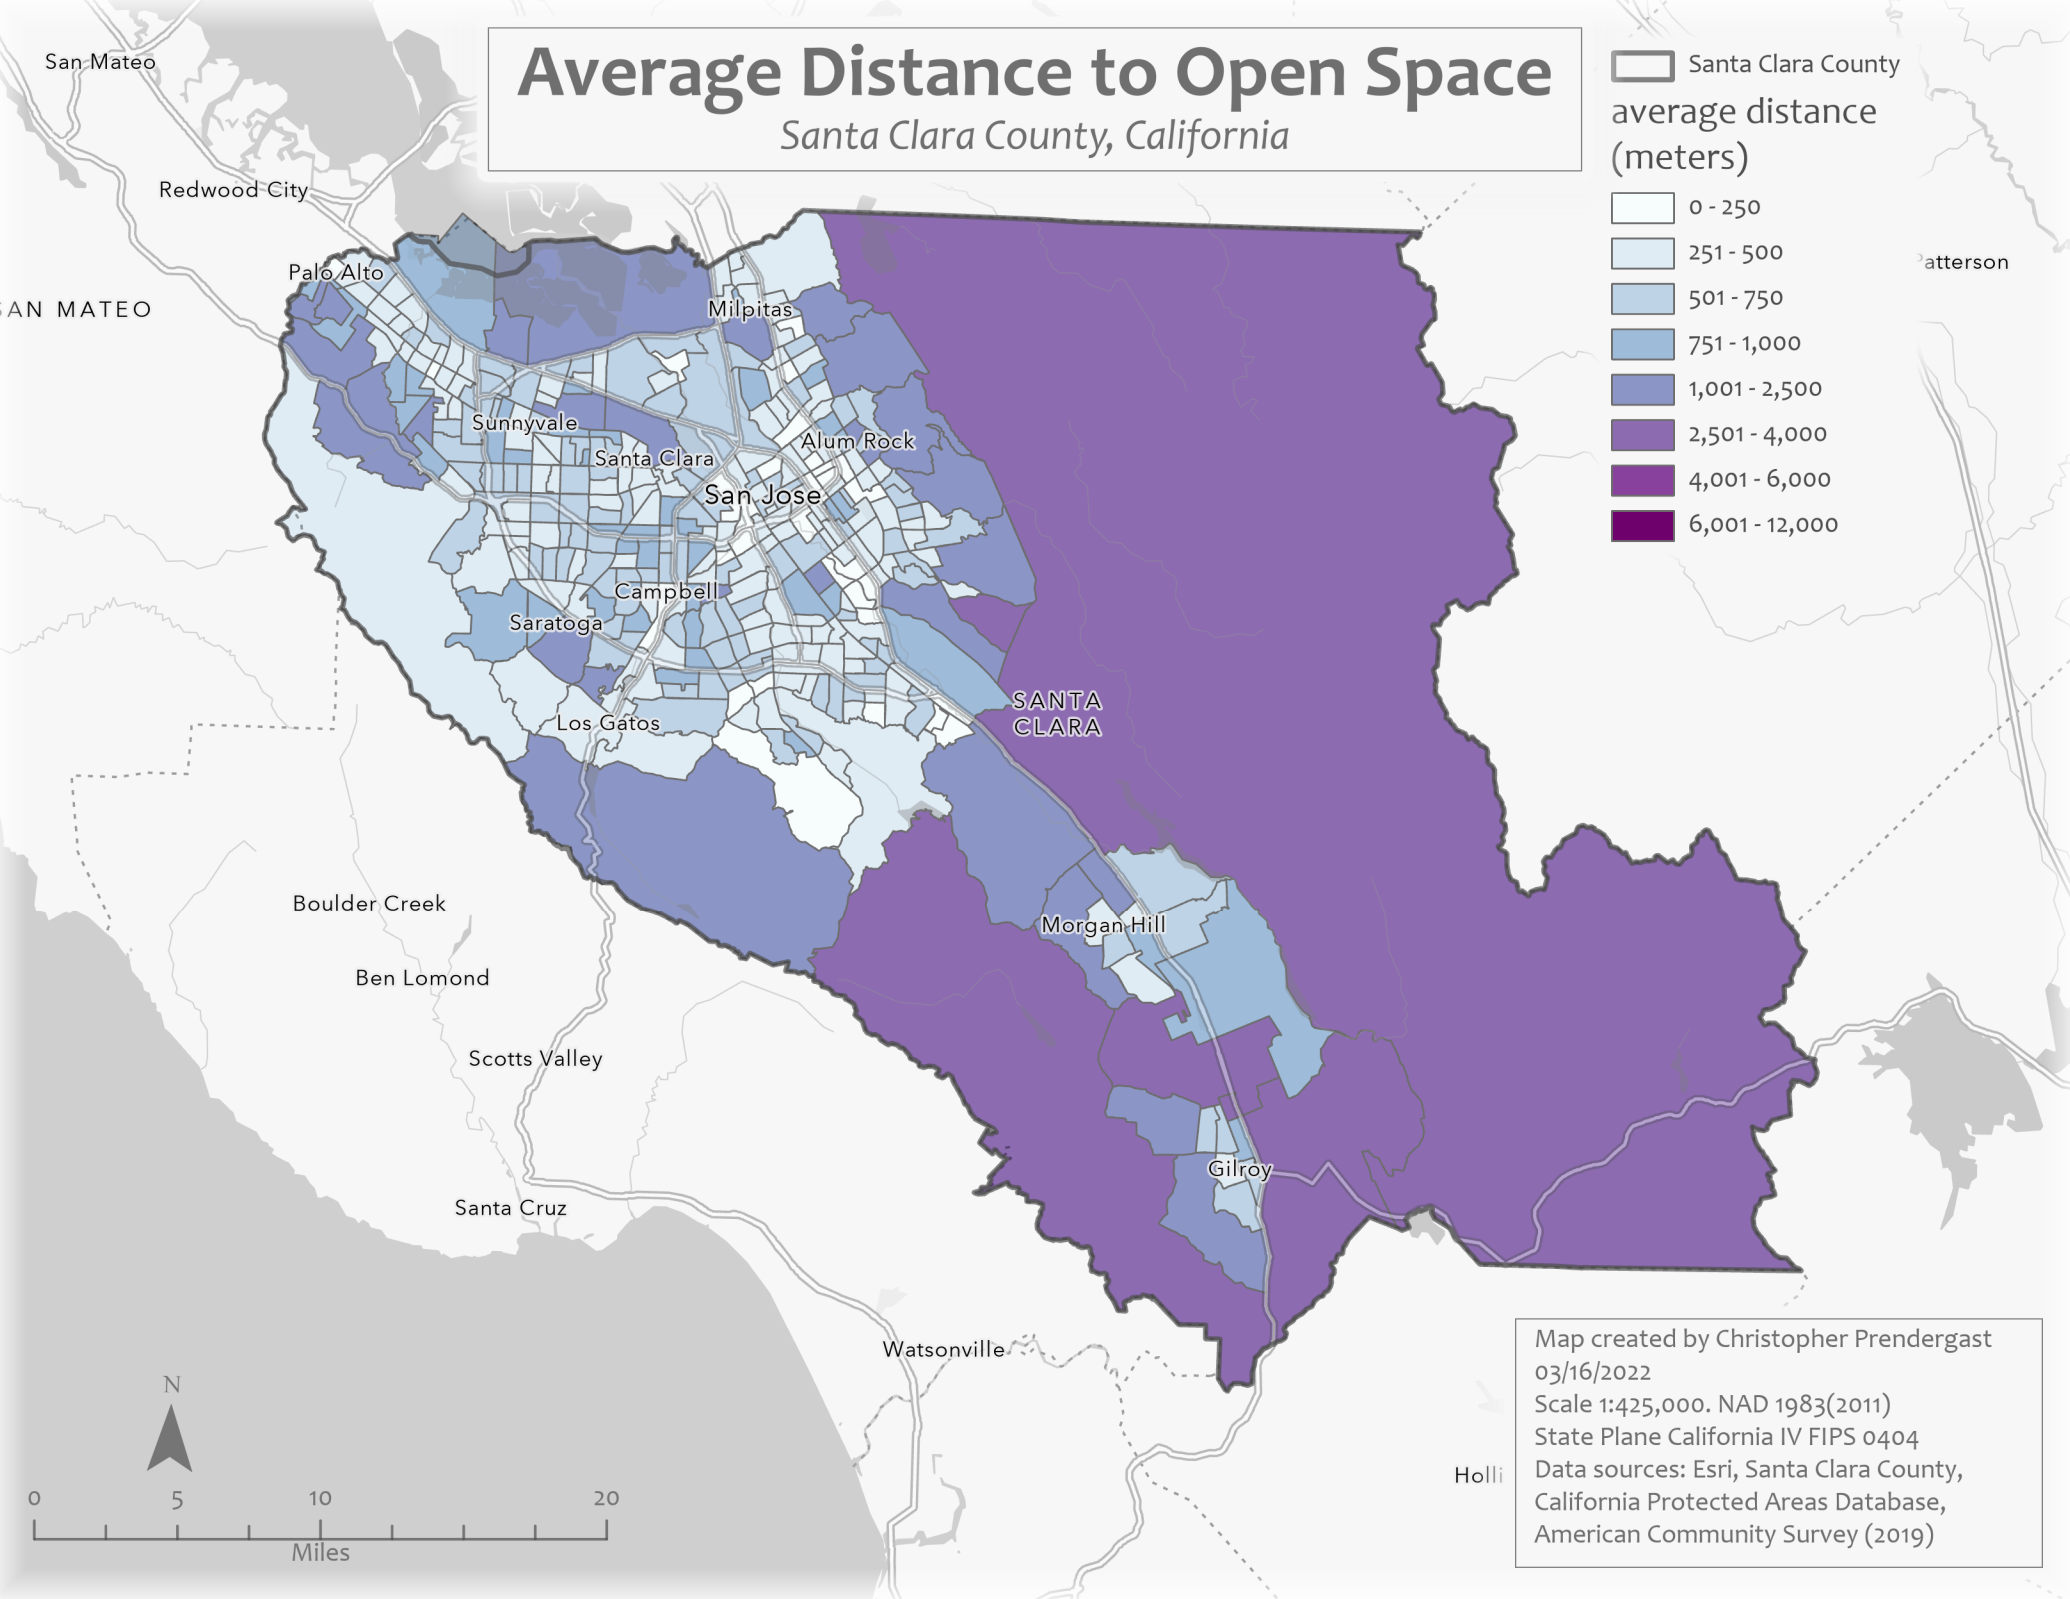 Average Distance to Open Space
Santa Clara County, California
Santa Clara County
average distance
(meters)
0 - 250
251 - 500
501 - 750
751 - 1,000
1,001 - 2,500
2,501 - 4,000
4,001 - 6,000
6,001 - 12,000
San Mateo
Redwood City
Palo Alto
SAN MATEO
Patterson
Milpitas
Sunnyvale
Alum Rock
Santa Clara
San Jose
Campbell
Saratoga
SANTA
CLARA
Los Gatos
Boulder Creek
Morgan Hill
Ben Lomond
Scotts Valley
Gilroy
Santa Cruz
Watsonville
Holli
N
0 5 10 20
Miles
Map created by Christopher Prendergast
03/16/2022
Scale 1:425,000. NAD 1983(2011)
State Plane California IV FIPS 0404
Data sources: Esri, Santa Clara County,
California Protected Areas Database,
American Community Survey (2019)